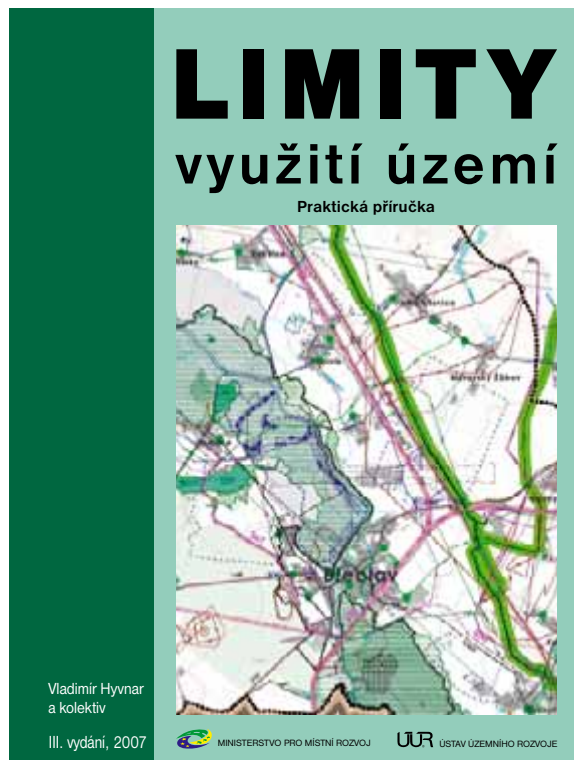 LIMITY
využití území
Praktická příručka
Břeclav
Vladimír Hyvnar
a kolektiv
III. vydání, 2007
MINISTERSTVO PRO MÍSTNÍ ROZVOJ
ÚÚR ÚSTAV ÚZEMNÍHO ROZVOJE